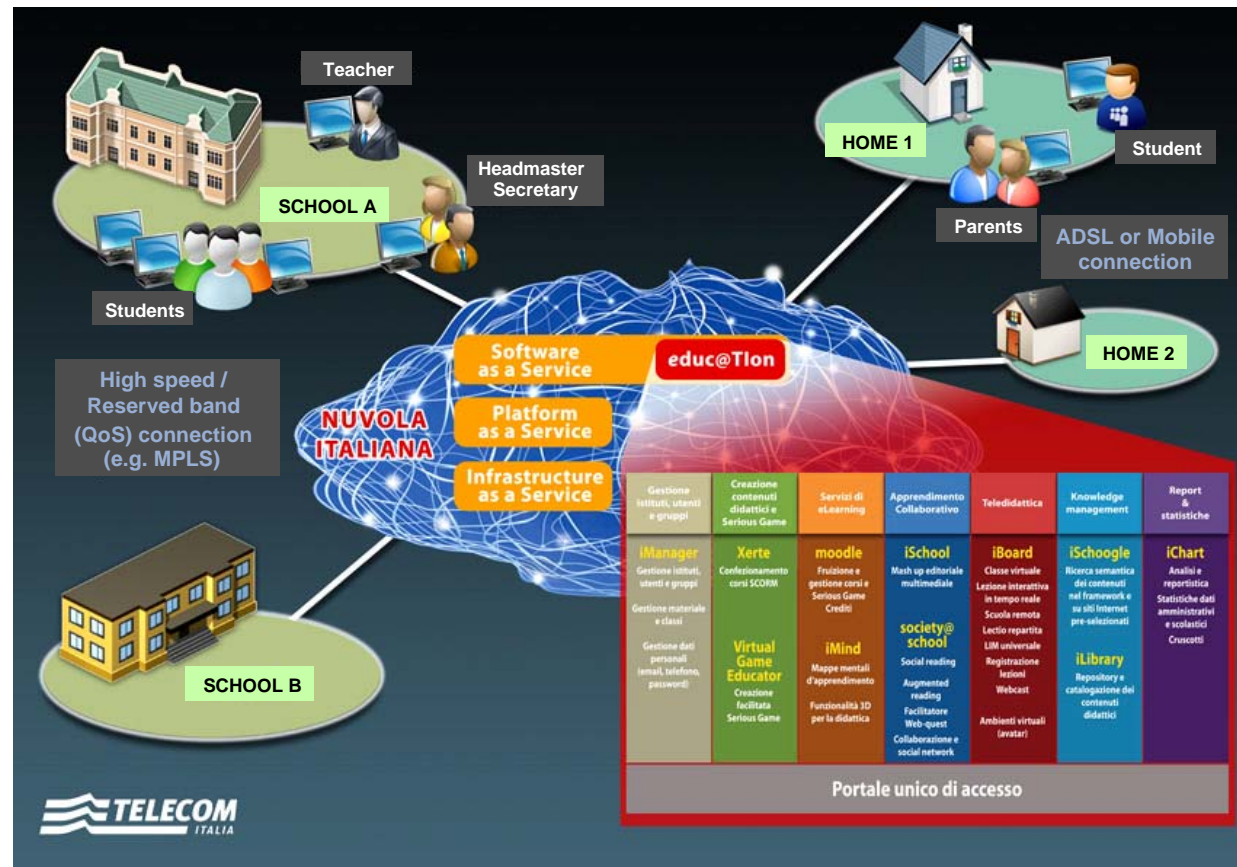 Teacher
Headmaster
Secretary
SCHOOL A
Students
HOME 1
Student
Parents
ADSL or Mobile
connection
HOME 2
High speed /
Reserved band
(QoS) connection
(e.g. MPLS)
NUVOLA
ITALIANA
Software
as a Service
educ@TIon
Platform
as a Service
Infrastructure
as a Service
SCHOOL B
Gestione
istituti, utenti
e gruppi
iManager
Gestione istituti,
utenti e gruppi
Gestione materiale
e classi
Gestione dati
personali
(email, telefono,
password)
Creazione
contenuti
didattici e
Serious Game
Xerte
Confezionamento
corsi SCORM
Virtual
Game
Educator
Creazione
facilitata
Serious Game
Servizi di
eLearning
moodle
Fruizione e
gestione corsi e
Serious Game
Crediti
iMind
Mappe mentali
d'apprendimento
Funzionalità 3D
per la didattica
Apprendimento
Collaborativo
iSchool
Mash up editoriale
multimediale
society@
school
Social reading
Augmented
reading
Facilitatore
Web-quest
Collaborazione e
social network
Teledidattica
iBoard
Classe virtuale
Lezione interattiva
in tempo reale
Scuola remota
Lectio repartita
LIM universale
Registrazione
lezioni
Webcast
Ambienti virtuali
(avatar)
Knowledge
management
iSchoogle
Ricerca semantica
dei contenuti
nel framework e
su siti Internet
pre-selezionati
iLibrary
Repository e
catalogazione dei
contenuti
didattici
Report
&
statistiche
iChart
Analisi e
reportistica
Statistiche dati
amministrativi
e scolastici
Cruscotti
Portale unico di accesso
TELECOM
ITALIA